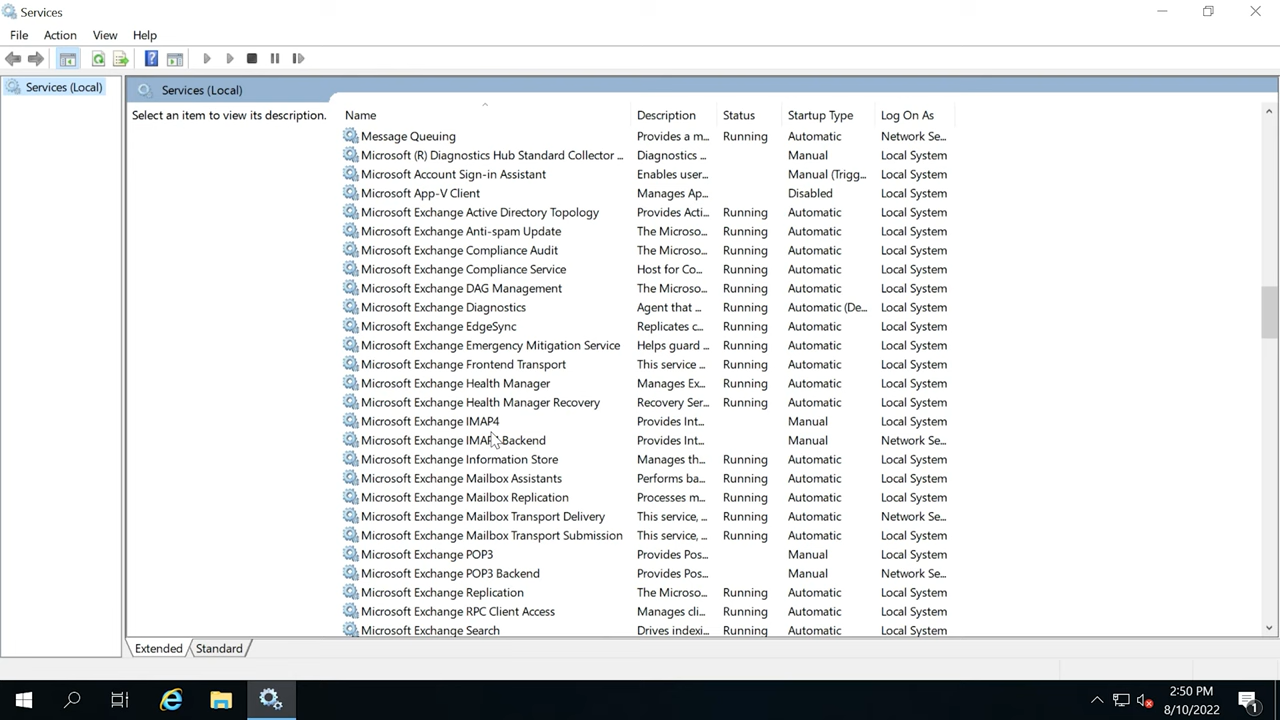 Services
File Action View Help
Services (Local)
Services (Local)
Select an item to view its description.
Name Description Status Startup Type Log On As
Message Queuing Provides a m... Running Automatic Network Se...
Microsoft (R) Diagnostics Hub Standard Collector ... Diagnostics ... Manual Local System
Microsoft Account Sign-in Assistant Enables user... Manual (Trigg... Local System
Microsoft App-V Client Manages Ap... Disabled Local System
Microsoft Exchange Active Directory Topology Provides Acti... Running Automatic Local System
Microsoft Exchange Anti-spam Update The Microso... Running Automatic Local System
Microsoft Exchange Compliance Audit The Microso... Running Automatic Local System
Microsoft Exchange Compliance Service Host for Co... Running Automatic Local System
Microsoft Exchange DAG Management The Microso... Running Automatic Local System
Microsoft Exchange Diagnostics Agent that ... Running Automatic (De... Local System
Microsoft Exchange EdgeSync Replicates c... Running Automatic Local System
Microsoft Exchange Emergency Mitigation Service Helps guard ... Running Automatic Local System
Microsoft Exchange Frontend Transport This service ... Running Automatic Local System
Microsoft Exchange Health Manager Manages Ex... Running Automatic Local System
Microsoft Exchange Health Manager Recovery Recovery Ser... Running Automatic Local System
Microsoft Exchange IMAP4 Provides Int... Manual Local System
Microsoft Exchange IMAP4 Backend Provides Int... Manual Network Se...
Microsoft Exchange Information Store Manages th... Running Automatic Local System
Microsoft Exchange Mailbox Assistants Performs ba... Running Automatic Local System
Microsoft Exchange Mailbox Replication Processes m... Running Automatic Local System
Microsoft Exchange Mailbox Transport Delivery This service, ... Running Automatic Network Se...
Microsoft Exchange Mailbox Transport Submission This service, ... Running Automatic Local System
Microsoft Exchange POP3 Provides Pos... Manual Local System
Microsoft Exchange POP3 Backend Provides Pos... Manual Network Se...
Microsoft Exchange Replication The Microso... Running Automatic Local System
Microsoft Exchange RPC Client Access Manages cli... Running Automatic Local System
Microsoft Exchange Search Drives indexi... Running Automatic Local System
Extended Standard
2:50 PM
8/10/2022
1